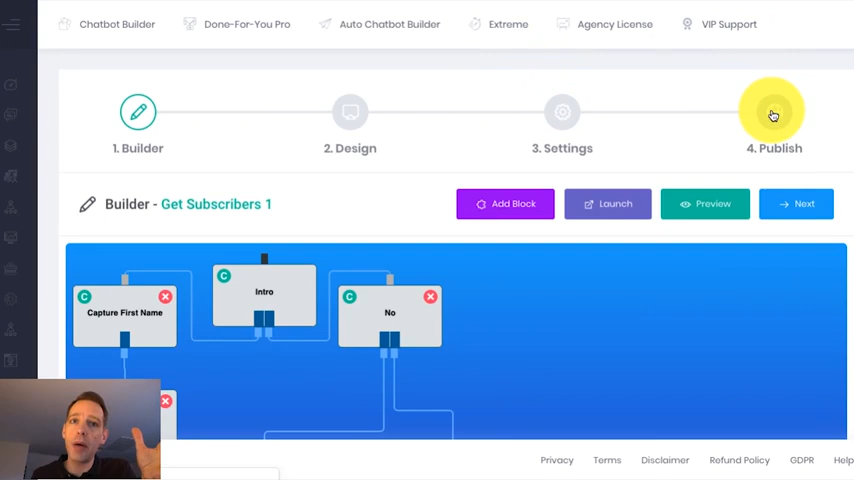 Chatbot Builder Done-For-You Pro Auto Chatbot Builder Extreme Agency License VIP Support
1. Builder 2. Design 3. Settings 4. Publish
Builder - Get Subscribers 1 Add Block Launch Preview Next
C Intro
C Capture First Name
C No
Privacy Terms Disclaimer Refund Policy GDPR Help